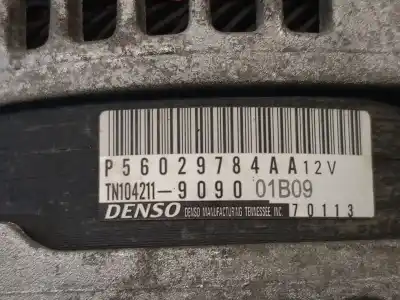 P56029784AA12V
TN104211-9090 01B09
DENSO DENSO MANUFACTURING TENNESSEE, INC. 70113